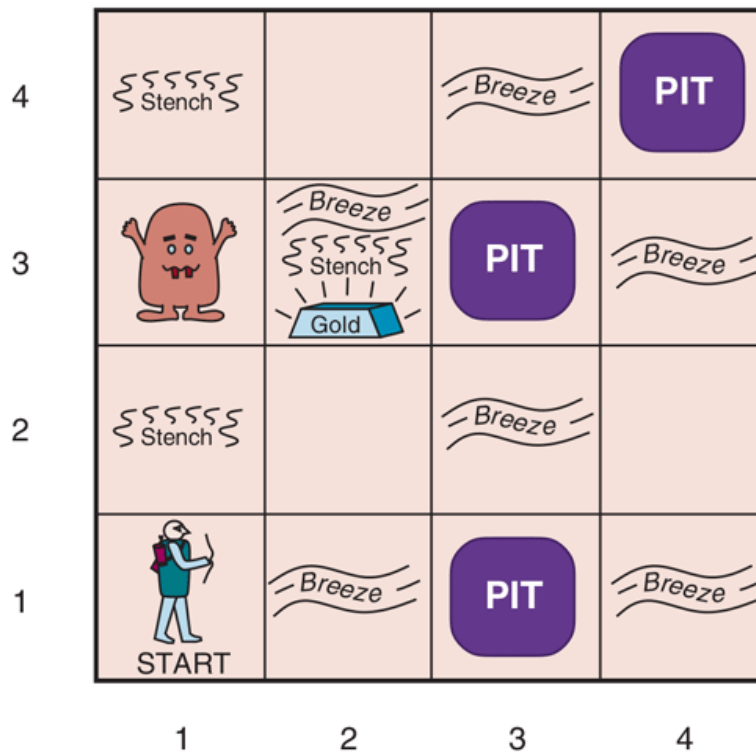 4 Stench Breeze PIT
Breeze
3 Stench PIT Breeze
Gold
2 Stench Breeze
1 Breeze PIT Breeze
START
1 2 3 4